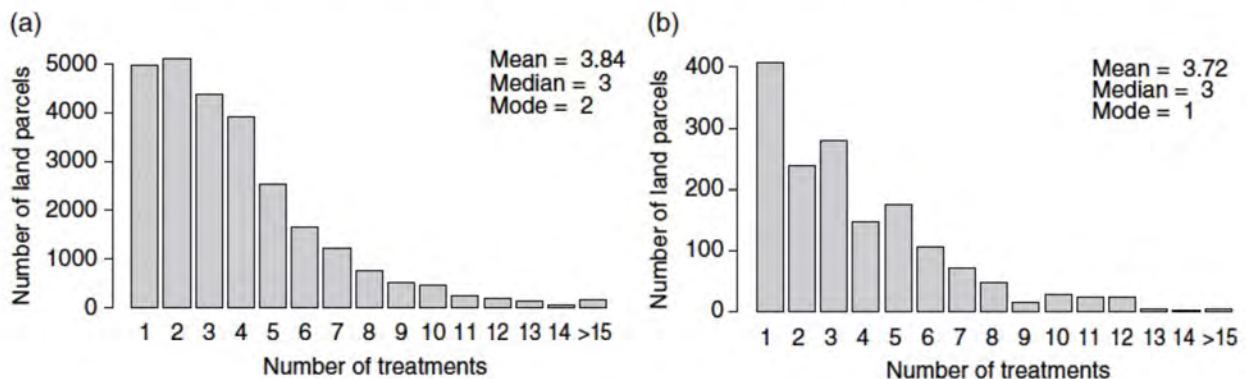 (a)
Number of land parcels
5000
4000
3000
2000
1000
0
Mean = 3.84
Median = 3
Mode = 2
1 2 3 4 5 6 7 8 9 10 11 12 13 14 >15
Number of treatments
(b)
Number of land parcels
400
300
200
100
0
Mean = 3.72
Median = 3
Mode = 1
1 2 3 4 5 6 7 8 9 10 11 12 13 14 >15
Number of treatments